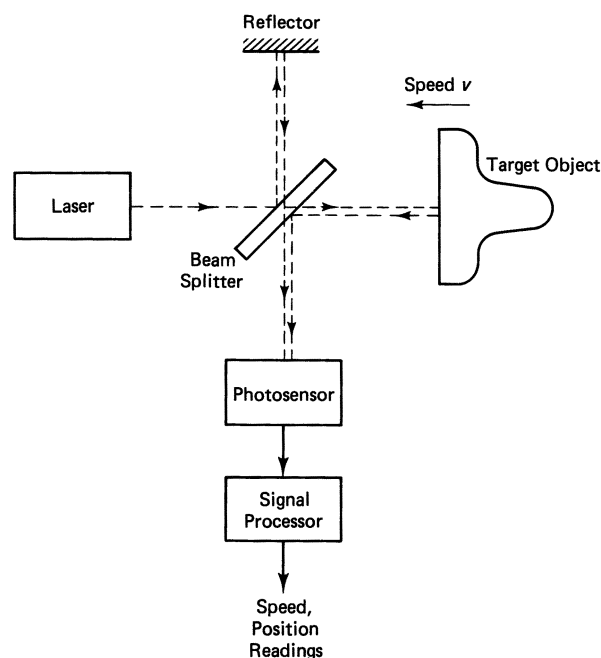 Reflector
Speed v
Target Object
Laser
Beam
Splitter
Photosensor
Signal
Processor
Speed,
Position
Readings